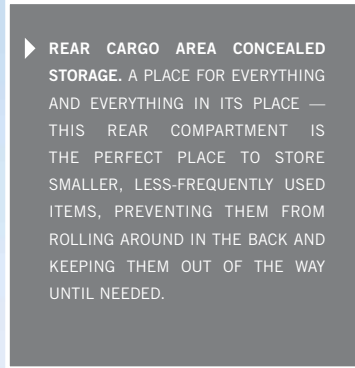 REAR CARGO AREA CONCEALED
STORAGE. A PLACE FOR EVERYTHING
AND EVERYTHING IN ITS PLACE —
THIS REAR COMPARTMENT IS
THE PERFECT PLACE TO STORE
SMALLER, LESS-FREQUENTLY USED
ITEMS, PREVENTING THEM FROM
ROLLING AROUND IN THE BACK AND
KEEPING THEM OUT OF THE WAY
UNTIL NEEDED.